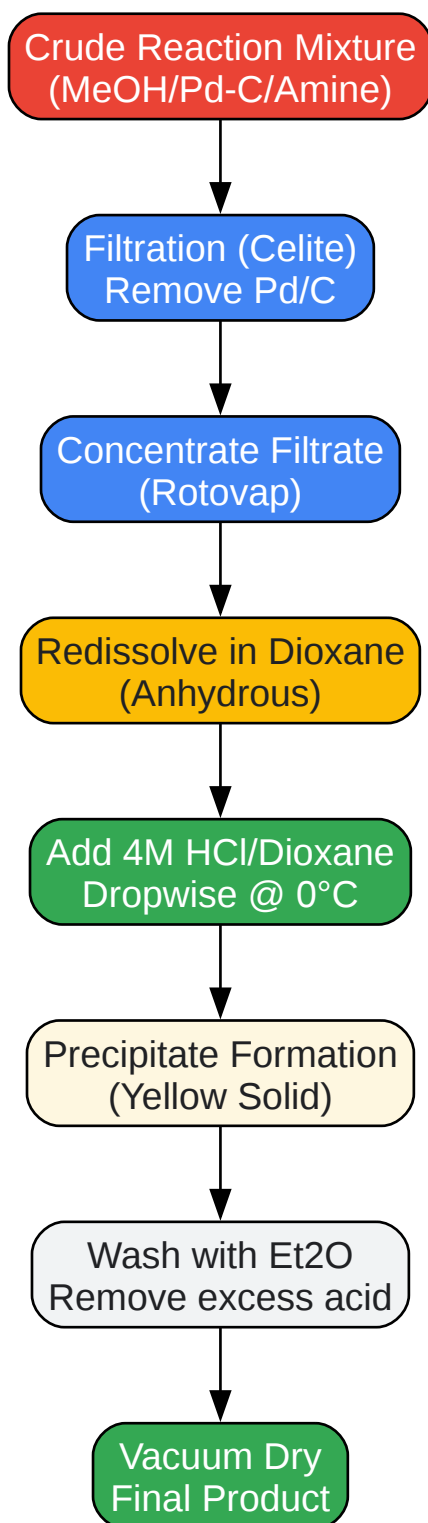 Crude Reaction Mixture
(MeOH/Pd-C/Amine)
Filtration (Celite)
Remove Pd/C
Concentrate Filtrate
(Rotovap)
Redissolve in Dioxane
(Anhydrous)
Add 4M HCl/Dioxane
Dropwise @ 0°C
Precipitate Formation
(Yellow Solid)
Wash with Et2O
Remove excess acid
Vacuum Dry
Final Product